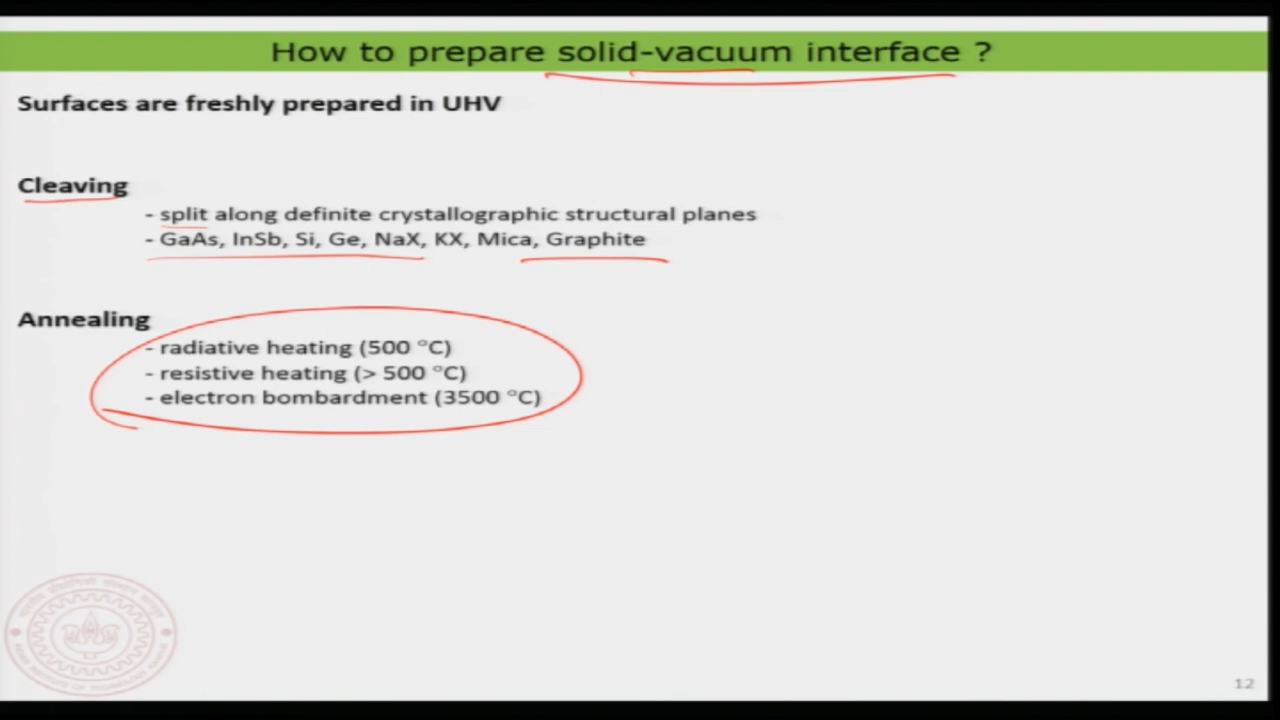 How to prepare solid-vacuum interface ?
Surfaces are freshly prepared in UHV
Cleaving
- split along definite crystallographic structural planes
- GaAs, InSb, Si, Ge, NaX, KX, Mica, Graphite
Annealing
- radiative heating (500 °C)
- resistive heating (> 500 °C)
- electron bombardment (3500 °C)
12